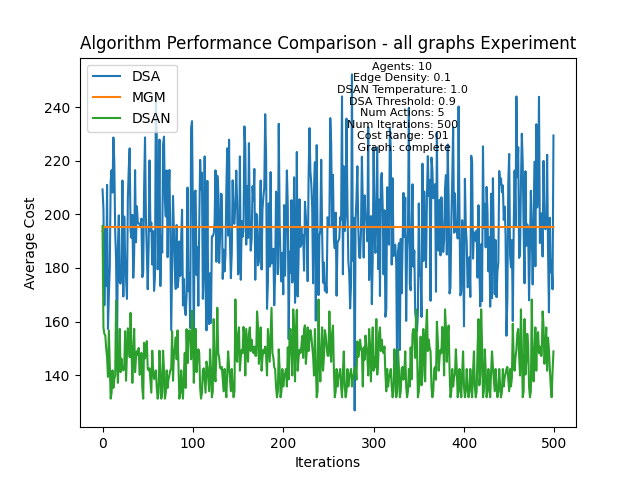 Algorithm Performance Comparison - all graphs Experiment
DSA
MGM
DSAN
Agents: 10
Edge Density: 0.1
DSAN Temperature: 1.0
DSA Threshold: 0.9
Num Actions: 5
Num Iterations: 500
Cost Range: 501
Graph: complete
Average Cost
240
220
200
180
160
140
0
100
200
300
400
500
Iterations